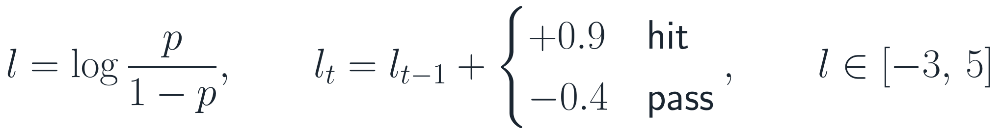 l = log p / (1 − p), l_t = l_{t−1} + { +0.9 hit −0.4 pass , l ∈ [−3, 5]